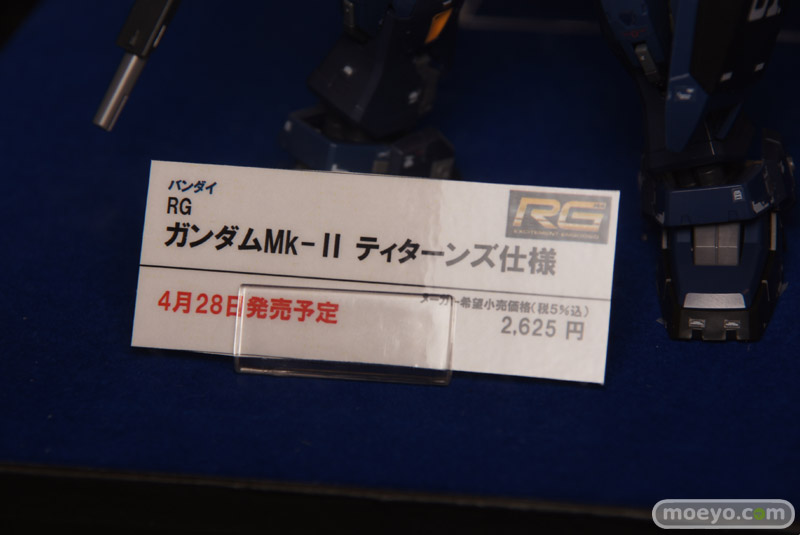 バンダイ
RG
ガンダムMk-II ティターンズ仕様
RG
4月28日発売予定
メーカー希望小売価格(税5%込)
2,625 円
moeyo.com